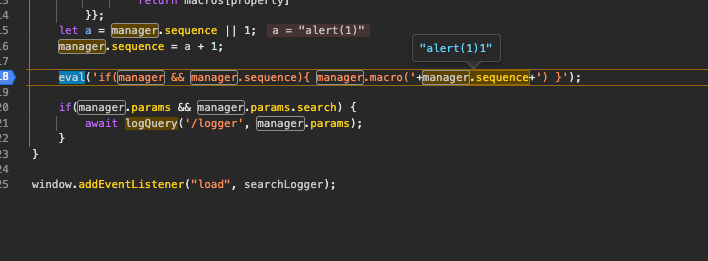 return macros[property]
14 }};
15 let a = manager.sequence || 1; a = "alert(1)"
16 manager.sequence = a + 1;
"alert(1)1"
18 eval('if(manager && manager.sequence){ manager.macro('+manager.sequence+') }');
19
20 if(manager.params && manager.params.search) {
21 await logQuery('/logger', manager.params);
22 }
23 }
24
25 window.addEventListener("load", searchLogger);